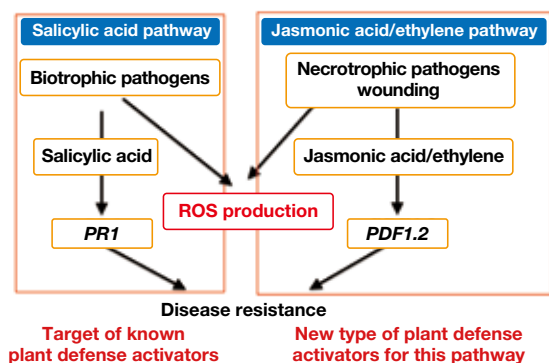 Salicylic acid pathway
Jasmonic acid/ethylene pathway
Biotrophic pathogens
Necrotrophic pathogens
wounding
Salicylic acid
Jasmonic acid/ethylene
ROS production
PR1
PDF1.2
Disease resistance
Target of known
plant defense activators
New type of plant defense
activators for this pathway